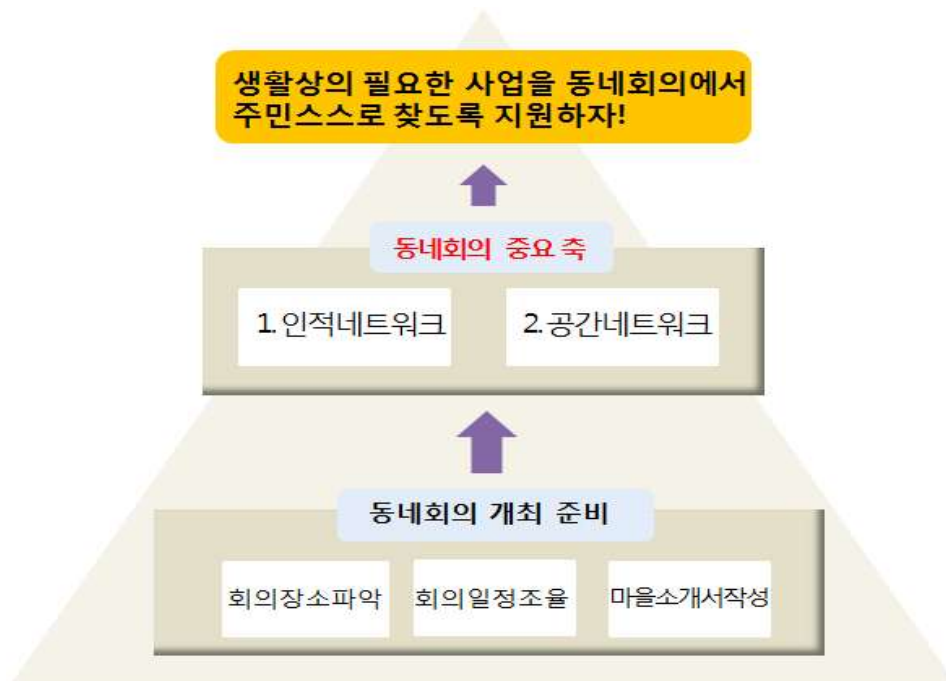 생활상의 필요한 사업을 동네회의에서
주민스스로 찾도록 지원하자!
동네회의 중요 축
1. 인적네트워크
2. 공간네트워크
동네회의 개최 준비
회의장소파악
회의일정조율
마을소개서작성